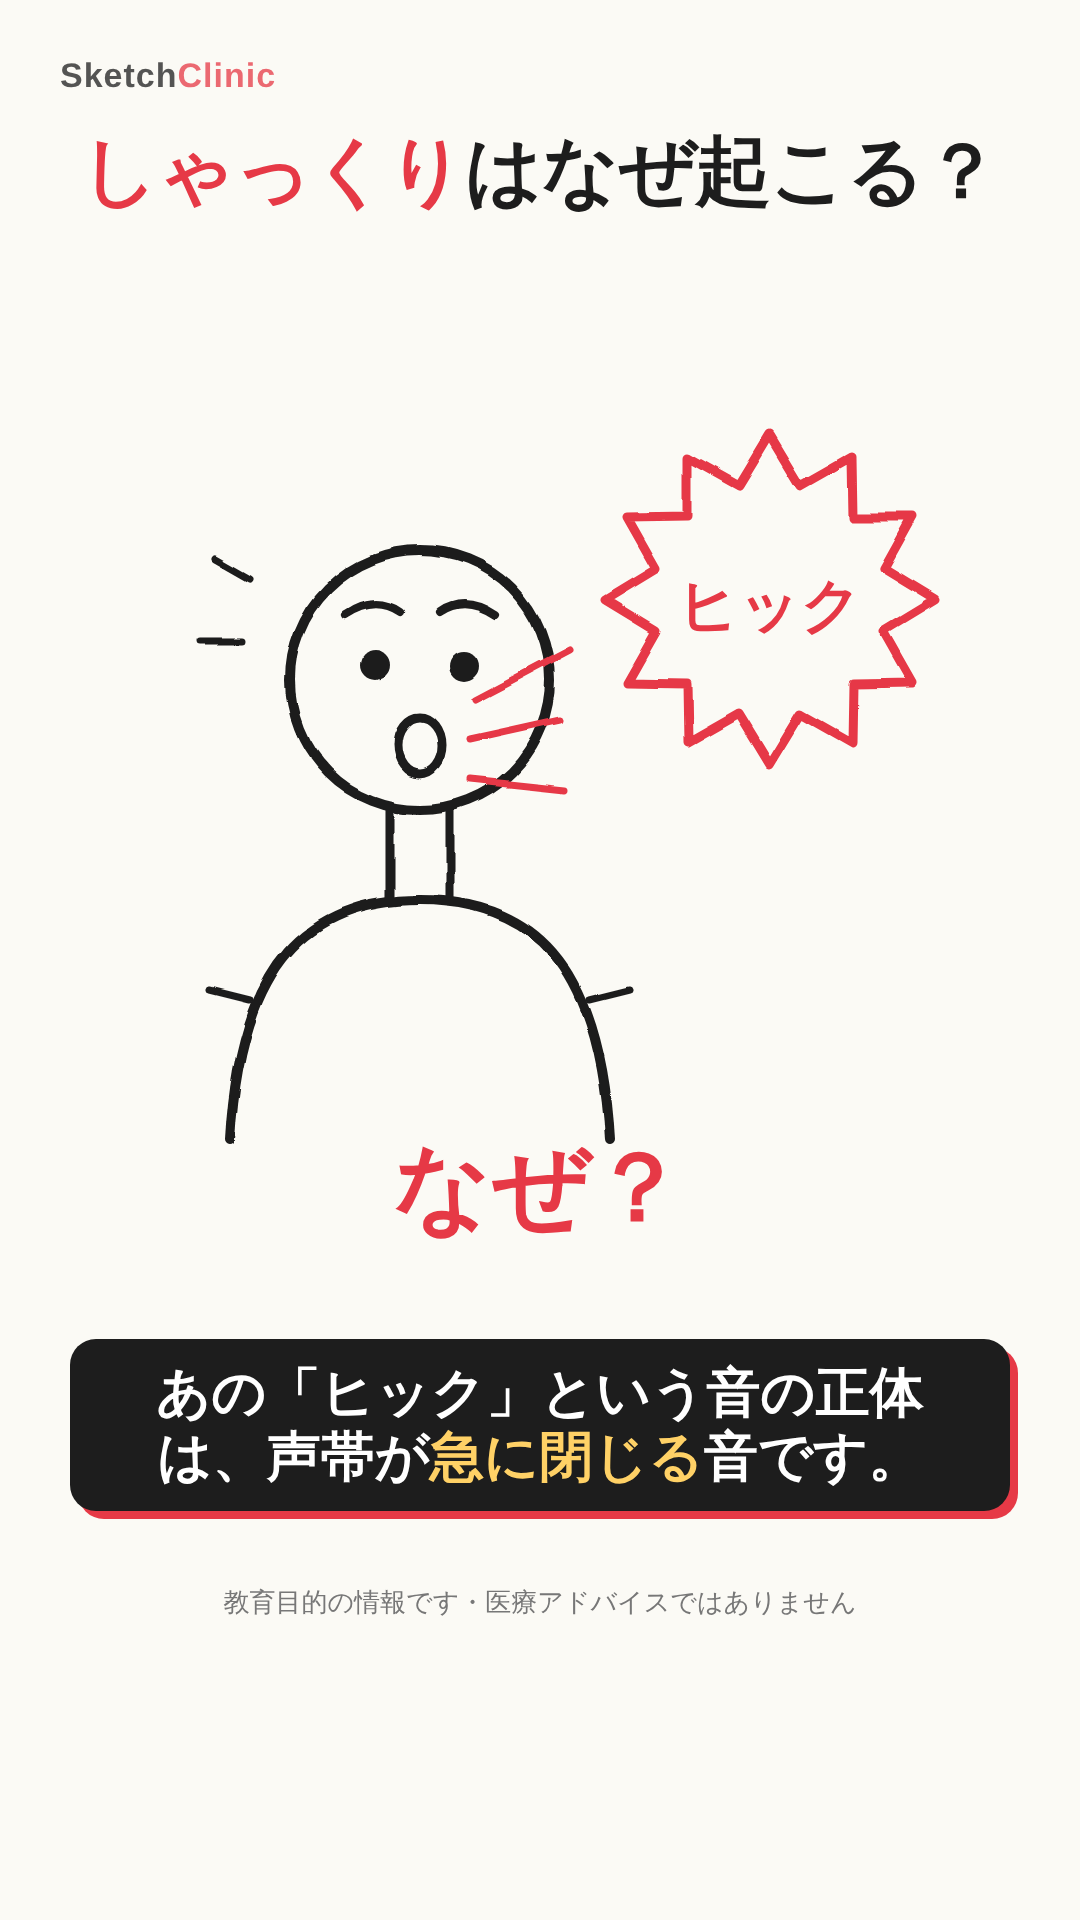 SketchClinic
しゃっくりはなぜ起こる？
ヒック
なぜ？
あの「ヒック」という音の正体
は、声帯が急に閉じる音です。
教育目的の情報です・医療アドバイスではありません